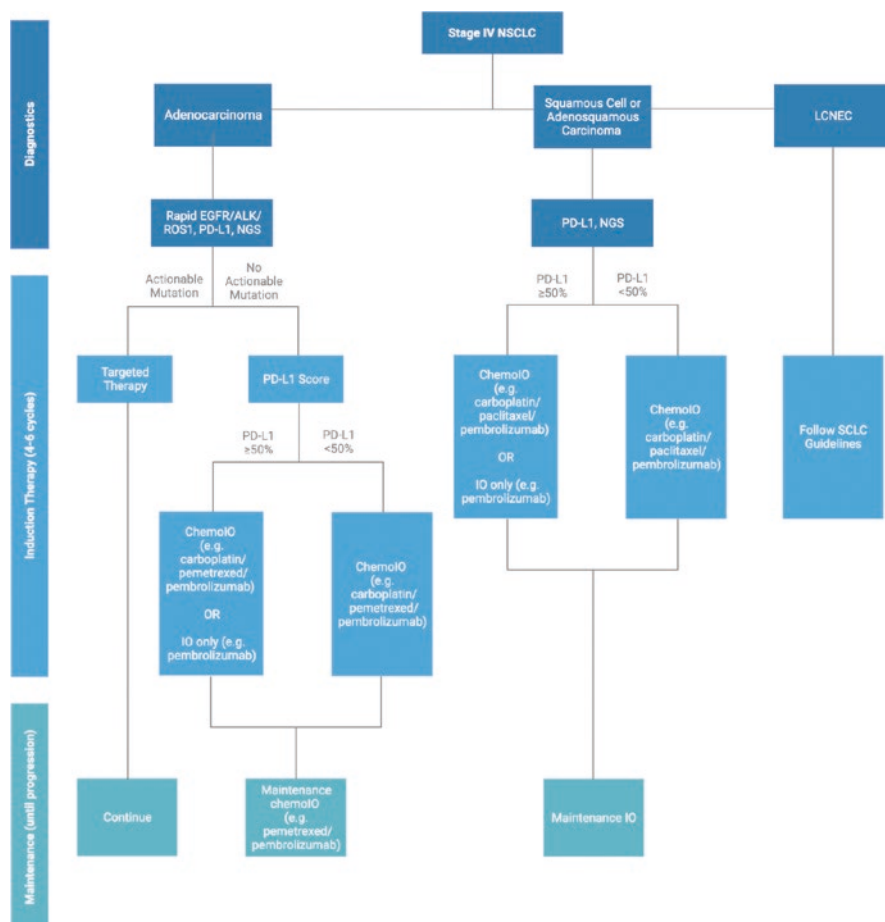 Stage IV NSCLC
Diagnostics
Adenocarcinoma
Squamous Cell or
Adenosquamous
Carcinoma
LCNEC
Rapid EGFR/ALK/
ROS1, PD-L1, NGS
PD-L1, NGS
Actionable
Mutation
No
Actionable
Mutation
PD-L1
≥50%
PD-L1
<50%
Induction Therapy (4-6 cycles)
Targeted
Therapy
PD-L1 Score
ChemoIO
(e.g.
carboplatin/
paclitaxel/
pembrolizumab)
OR
IO only (e.g.
pembrolizumab)
ChemoIO
(e.g. carboplatin/
paclitaxel/
pembrolizumab)
Follow SCLC
Guidelines
PD-L1
≥50%
PD-L1
<50%
ChemoIO
(e.g.
carboplatin/
pemetrexed/
pembrolizumab)
OR
IO only (e.g.
pembrolizumab)
ChemoIO
(e.g. carboplatin/
pemetrexed/
pembrolizumab)
Maintenance (until progression)
Continue
Maintenance
chemoIO (e.g.
pemetrexed/
pembrolizumab)
Maintenance IO